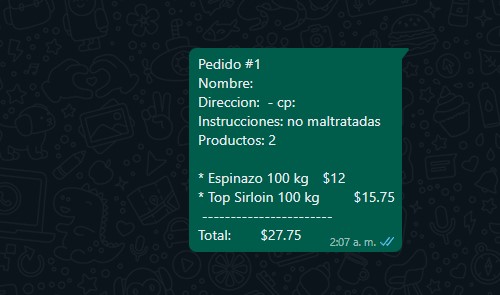 Pedido #1
Nombre:
Direccion:  - cp:
Instrucciones: no maltratadas
Productos: 2
* Espinazo 100 kg    $12
* Top Sirloin 100 kg          $15.75
-----------------------
Total:        $27.75
2:07 a. m.